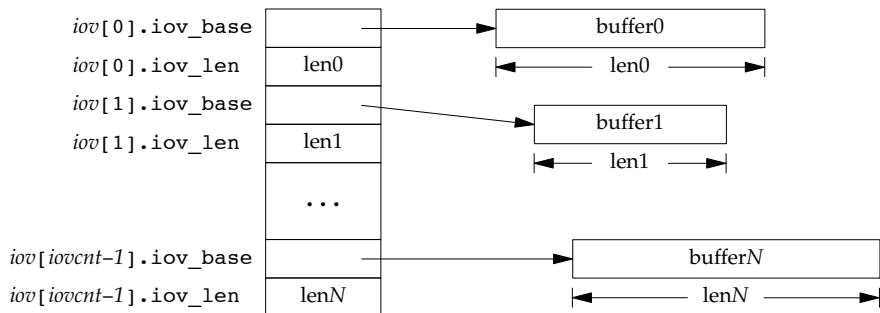 iov[0].iov_base buffer0
iov[0].iov_len len0 len0
iov[1].iov_base buffer1
iov[1].iov_len len1 len1
...
iov[iovcnt–1].iov_base bufferN
iov[iovcnt–1].iov_len lenN lenN